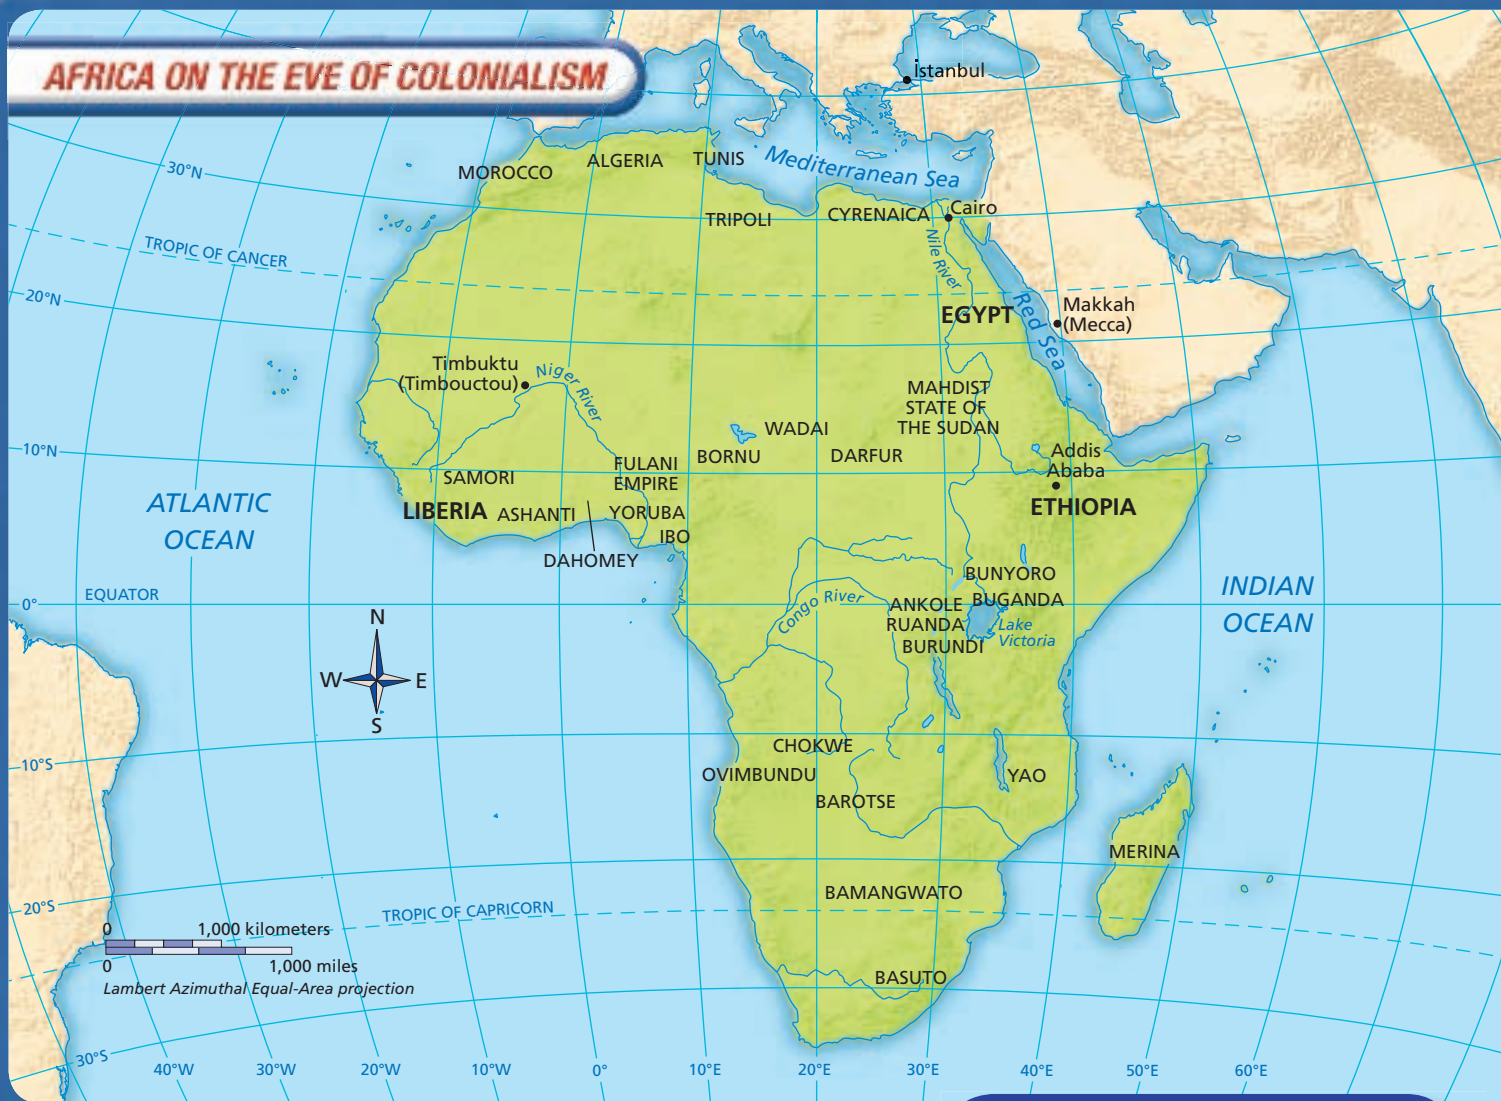 AFRICA ON THE EVE OF COLONIALISM
İstanbul
30°N
MOROCCO
ALGERIA
TUNIS
Mediterranean Sea
TRIPOLI
CYRENAICA
Cairo
Nile River
TROPIC OF CANCER
20°N
EGYPT
Red Sea
Makkah
(Mecca)
Timbuktu
(Timbouctou)
Niger River
MAHDIST
STATE OF
THE SUDAN
WADAI
10°N
BORNU
DARFUR
Addis
Ababa
FULANI
EMPIRE
SAMORI
ATLANTIC
OCEAN
LIBERIA
ASHANTI
YORUBA
ETHIOPIA
IBO
DAHOMEY
BUNYORO
INDIAN
OCEAN
0°
EQUATOR
Congo River
ANKOLE
BUGANDA
RUANDA
Lake
Victoria
BURUNDI
N
W
E
S
10°S
CHOKWE
OVIMBUNDU
YAO
BAROTSE
MERINA
BAMANGWATO
20°S
TROPIC OF CAPRICORN
0
1,000 kilometers
0
1,000 miles
Lambert Azimuthal Equal-Area projection
BASUTO
30°S
40°W
30°W
20°W
10°W
0°
10°E
20°E
30°E
40°E
50°E
60°E